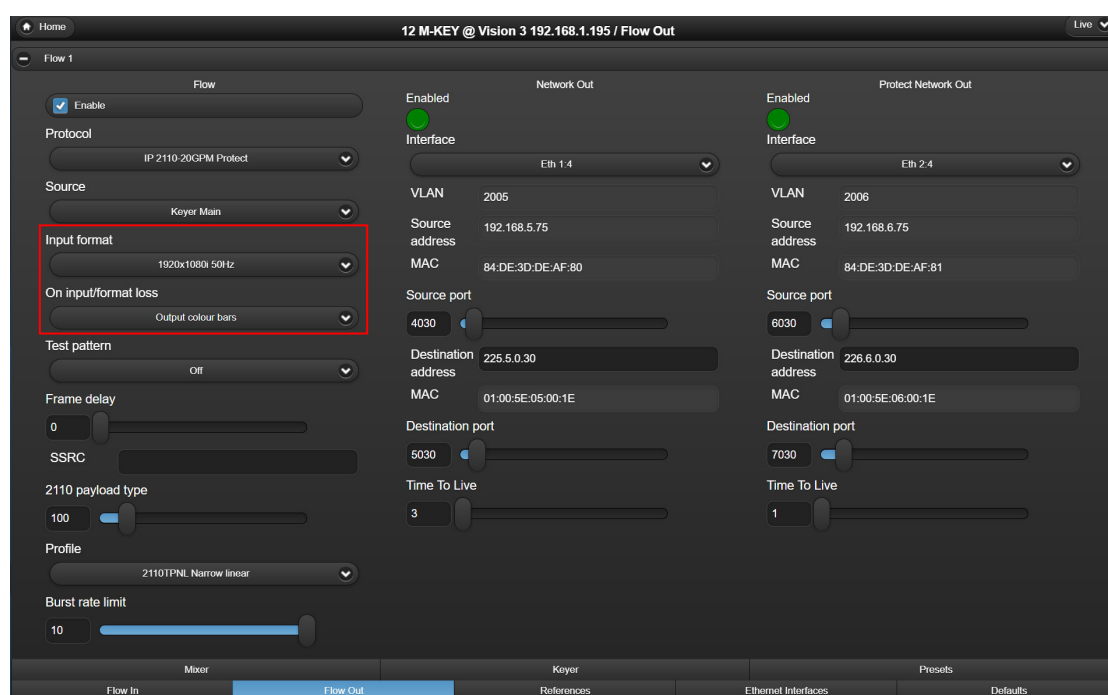 Home
12 M-KEY @ Vision 3 192.168.1.195 / Flow Out
Live
Flow 1
Flow
Enable
Protocol
IP 2110-20GPM Protect
Source
Keyer Main
Input format
1920x1080i 50Hz
On input/format loss
Output colour bars
Test pattern
Off
Frame delay
0
SSRC
2110 payload type
100
Profile
2110TPNL Narrow linear
Burst rate limit
10
Network Out
Enabled
Interface
Eth 1:4
VLAN
2005
Source address
192.168.5.75
MAC
84:DE:3D:DE:AF:80
Source port
4030
Destination address
225.5.0.30
MAC
01:00:5E:05:00:1E
Destination port
5030
Time To Live
3
Protect Network Out
Enabled
Interface
Eth 2:4
VLAN
2006
Source address
192.168.6.75
MAC
84:DE:3D:DE:AF:81
Source port
6030
Destination address
226.6.0.30
MAC
01:00:5E:06:00:1E
Destination port
7030
Time To Live
1
Mixer
Keyer
Presets
Flow In
Flow Out
References
Ethernet Interfaces
Defaults